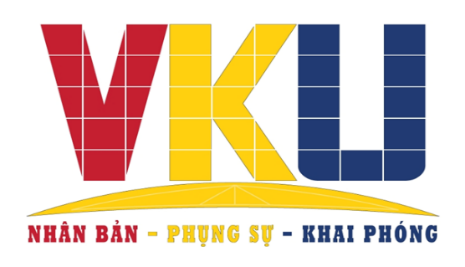 VKU
NHÂN BẢN - PHỤNG SỰ - KHAI PHÓNG